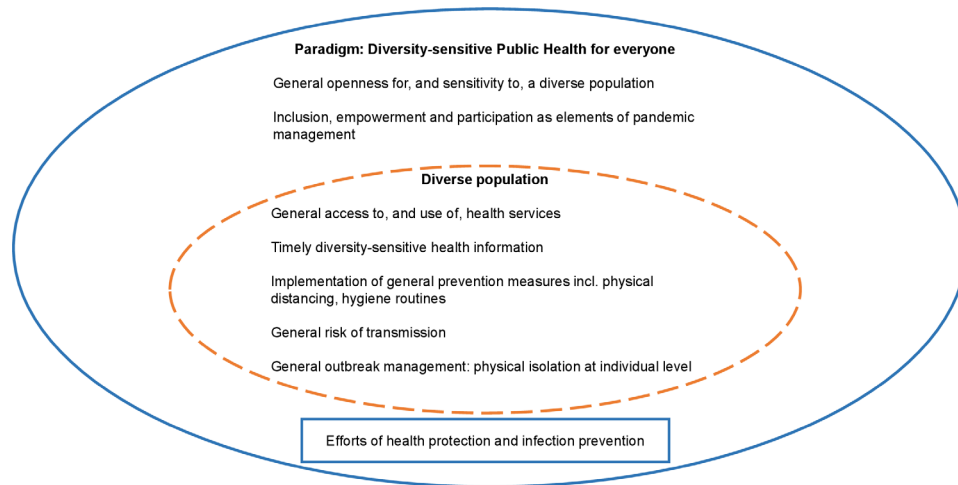 Paradigm: Diversity-sensitive Public Health for everyone
General openness for, and sensitivity to, a diverse population
Inclusion, empowerment and participation as elements of pandemic
management
Diverse population
General access to, and use of, health services
Timely diversity-sensitive health information
Implementation of general prevention measures incl. physical
distancing, hygiene routines
General risk of transmission
General outbreak management: physical isolation at individual level
Efforts of health protection and infection prevention